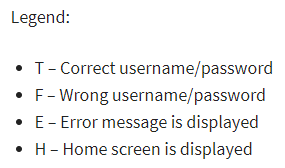 Legend:
• T – Correct username/password
• F – Wrong username/password
• E – Error message is displayed
• H – Home screen is displayed